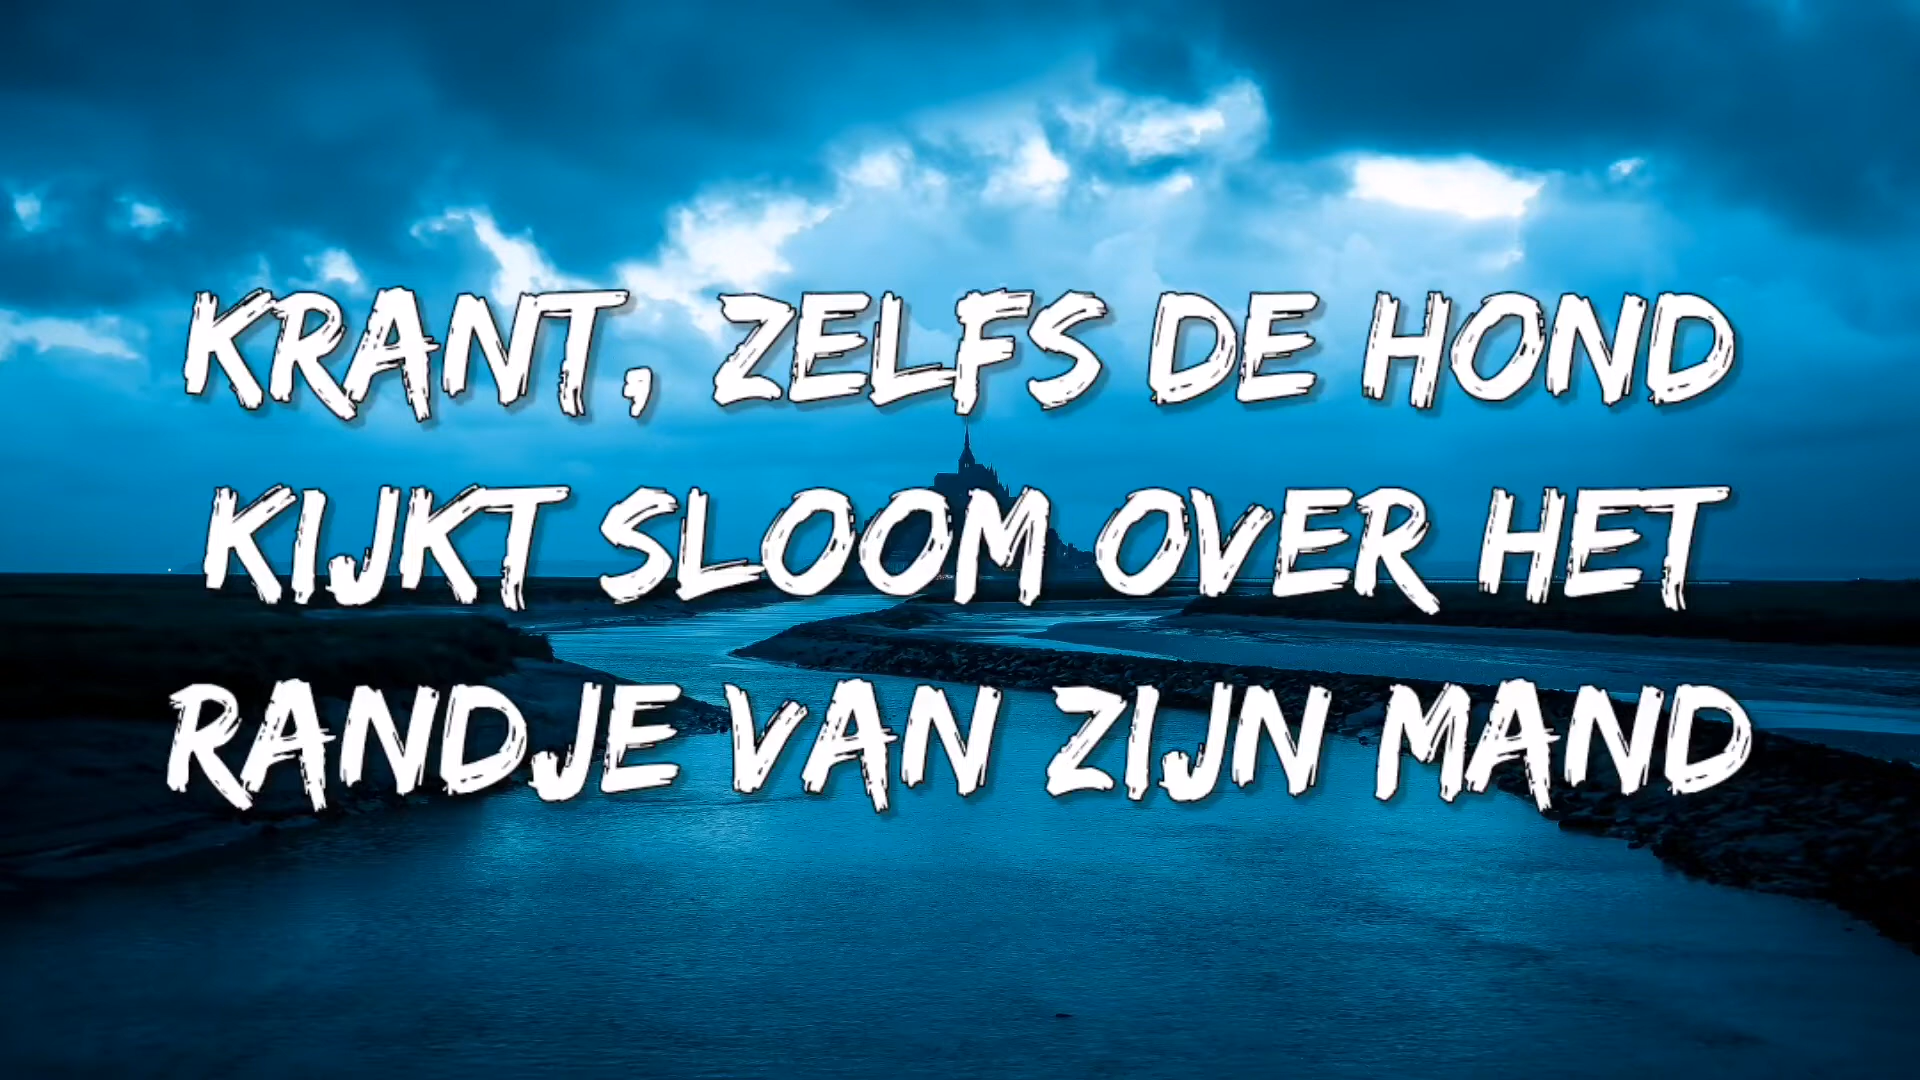 KRANT, ZELFS DE HOND
KIJKT SLOOM OVER HET
RANDJE VAN ZIJN MAND